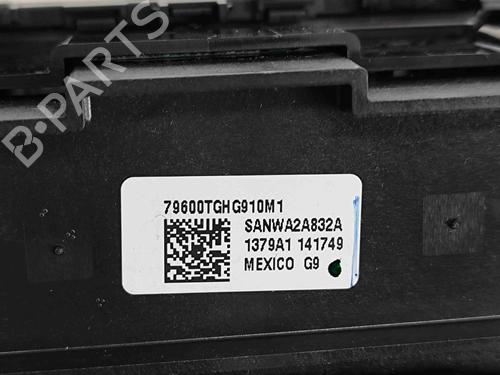 B-PARTS
79600TGHG910M1
SANWA2A832A
1379A1 141749
MEXICO G9